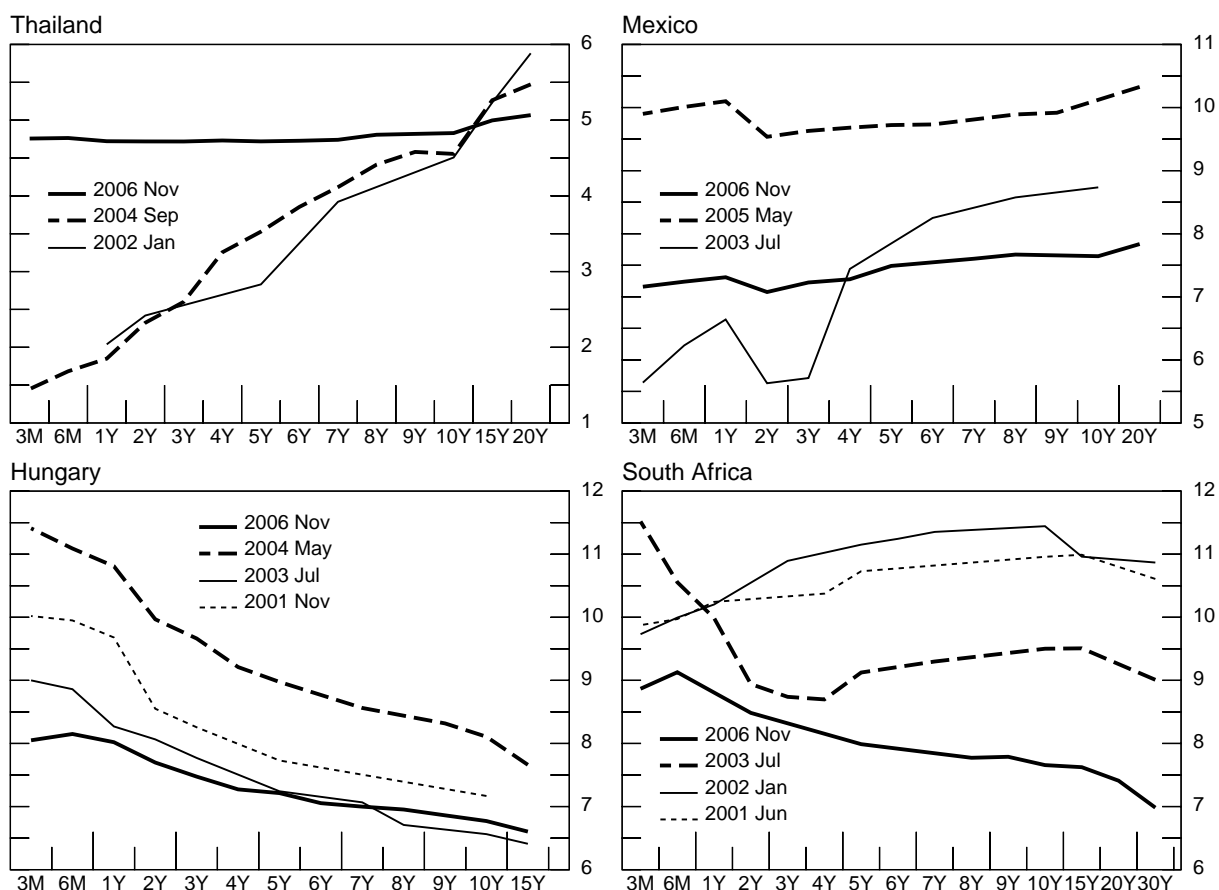 Thailand
6
5
4
3
2
1
2006 Nov
2004 Sep
2002 Jan
3M 6M 1Y 2Y 3Y 4Y 5Y 6Y 7Y 8Y 9Y 10Y 15Y 20Y
Mexico
11
10
9
8
7
6
5
2006 Nov
2005 May
2003 Jul
3M 6M 1Y 2Y 3Y 4Y 5Y 6Y 7Y 8Y 9Y 10Y 20Y
Hungary
12
11
10
9
8
7
6
2006 Nov
2004 May
2003 Jul
2001 Nov
3M 6M 1Y 2Y 3Y 4Y 5Y 6Y 7Y 8Y 9Y 10Y 15Y
South Africa
12
11
10
9
8
7
6
2006 Nov
2003 Jul
2002 Jan
2001 Jun
3M 6M 1Y 2Y 3Y 4Y 5Y 6Y 7Y 8Y 9Y 10Y 15Y 20Y 30Y